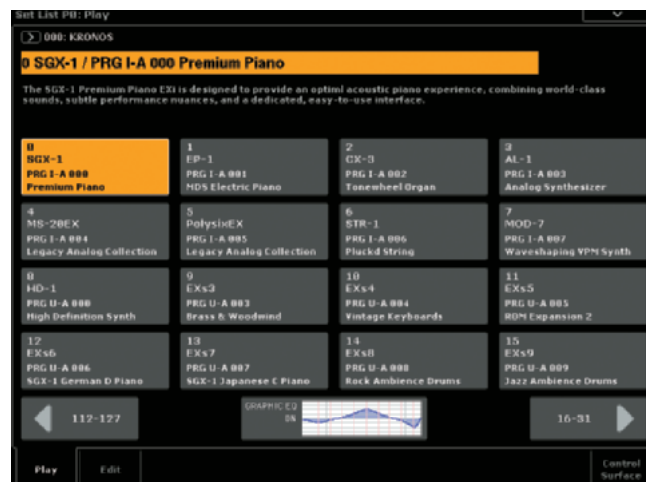 Set List P0: Play
000: KRONOS
0 SGX-1 / PRG I-A 000 Premium Piano
The SGX-1 Premium Piano EXi is designed to provide an optiml acoustic piano experience, combining world-class
sounds, subtle performance nuances, and a dedicated, easy-to-use interface.
0
SGX-1
PRG I-A 000
Premium Piano
1
EP-1
PRG I-A 001
MDS Electric Piano
2
CX-3
PRG I-A 002
Tonewheel Organ
3
AL-1
PRG I-A 003
Analog Synthesizer
4
MS-20EX
PRG I-A 004
Legacy Analog Collection
5
PolysixEX
PRG I-A 005
Legacy Analog Collection
6
STR-1
PRG I-A 006
Pluckd String
7
MOD-7
PRG I-A 007
Waveshaping VPM Synth
8
HD-1
PRG U-A 000
High Definition Synth
9
EXs3
PRG U-A 003
Brass & Woodwind
10
EXs4
PRG U-A 004
Vintage Keyboards
11
EXs5
PRG U-A 005
ROM Expansion 2
12
EXs6
PRG U-A 006
SGX-1 German D Piano
13
EXs7
PRG U-A 007
SGX-1 Japanese C Piano
14
EXs8
PRG U-A 008
Rock Ambience Drums
15
EXs9
PRG U-A 009
Jazz Ambience Drums
112-127
GRAPHIC EQ
ON
16-31
Play
Edit
Control
Surface